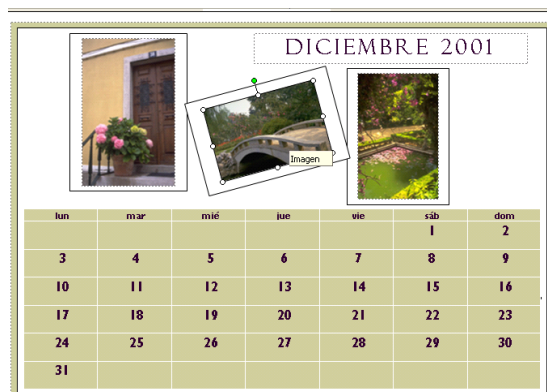 DICIEMBRE 2001
Imagen
lun mar mié jue vie sáb dom
1 2
3 4 5 6 7 8 9
10 11 12 13 14 15 16
17 18 19 20 21 22 23
24 25 26 27 28 29 30
31